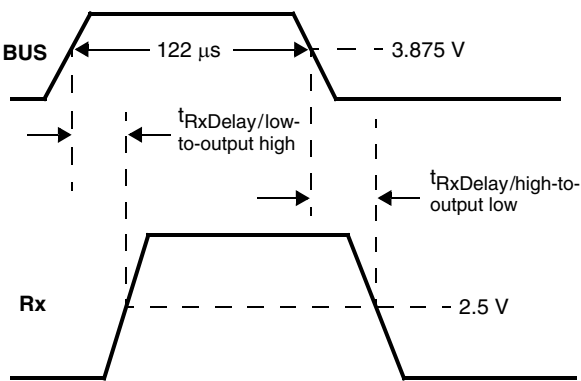 BUS
122 μs
3.875 V
tRxDelay/low-
to-output high
tRxDelay/high-to-
output low
Rx
2.5 V